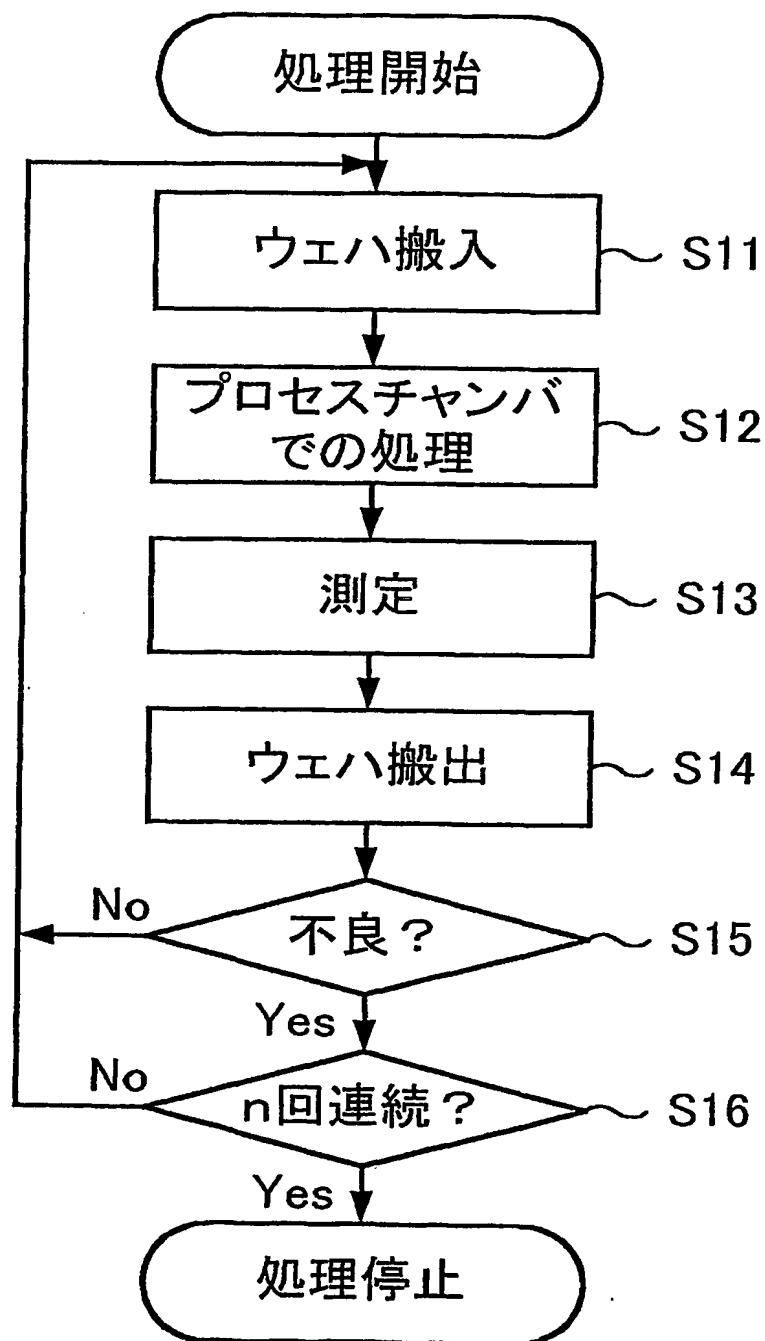 処理開始
ウェハ搬入
S11
プロセスチャンバ
での処理
S12
測定
S13
ウェハ搬出
S14
No
不良？
S15
Yes
No
n回連続？
S16
Yes
処理停止